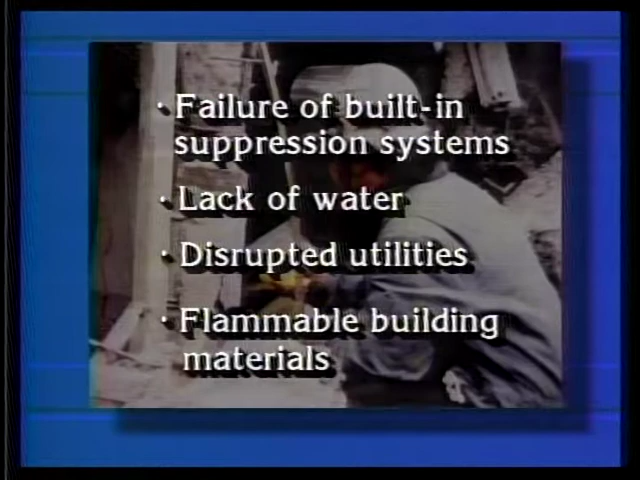 · Failure of built-in
suppression systems
· Lack of water
· Disrupted utilities
· Flammable building
materials